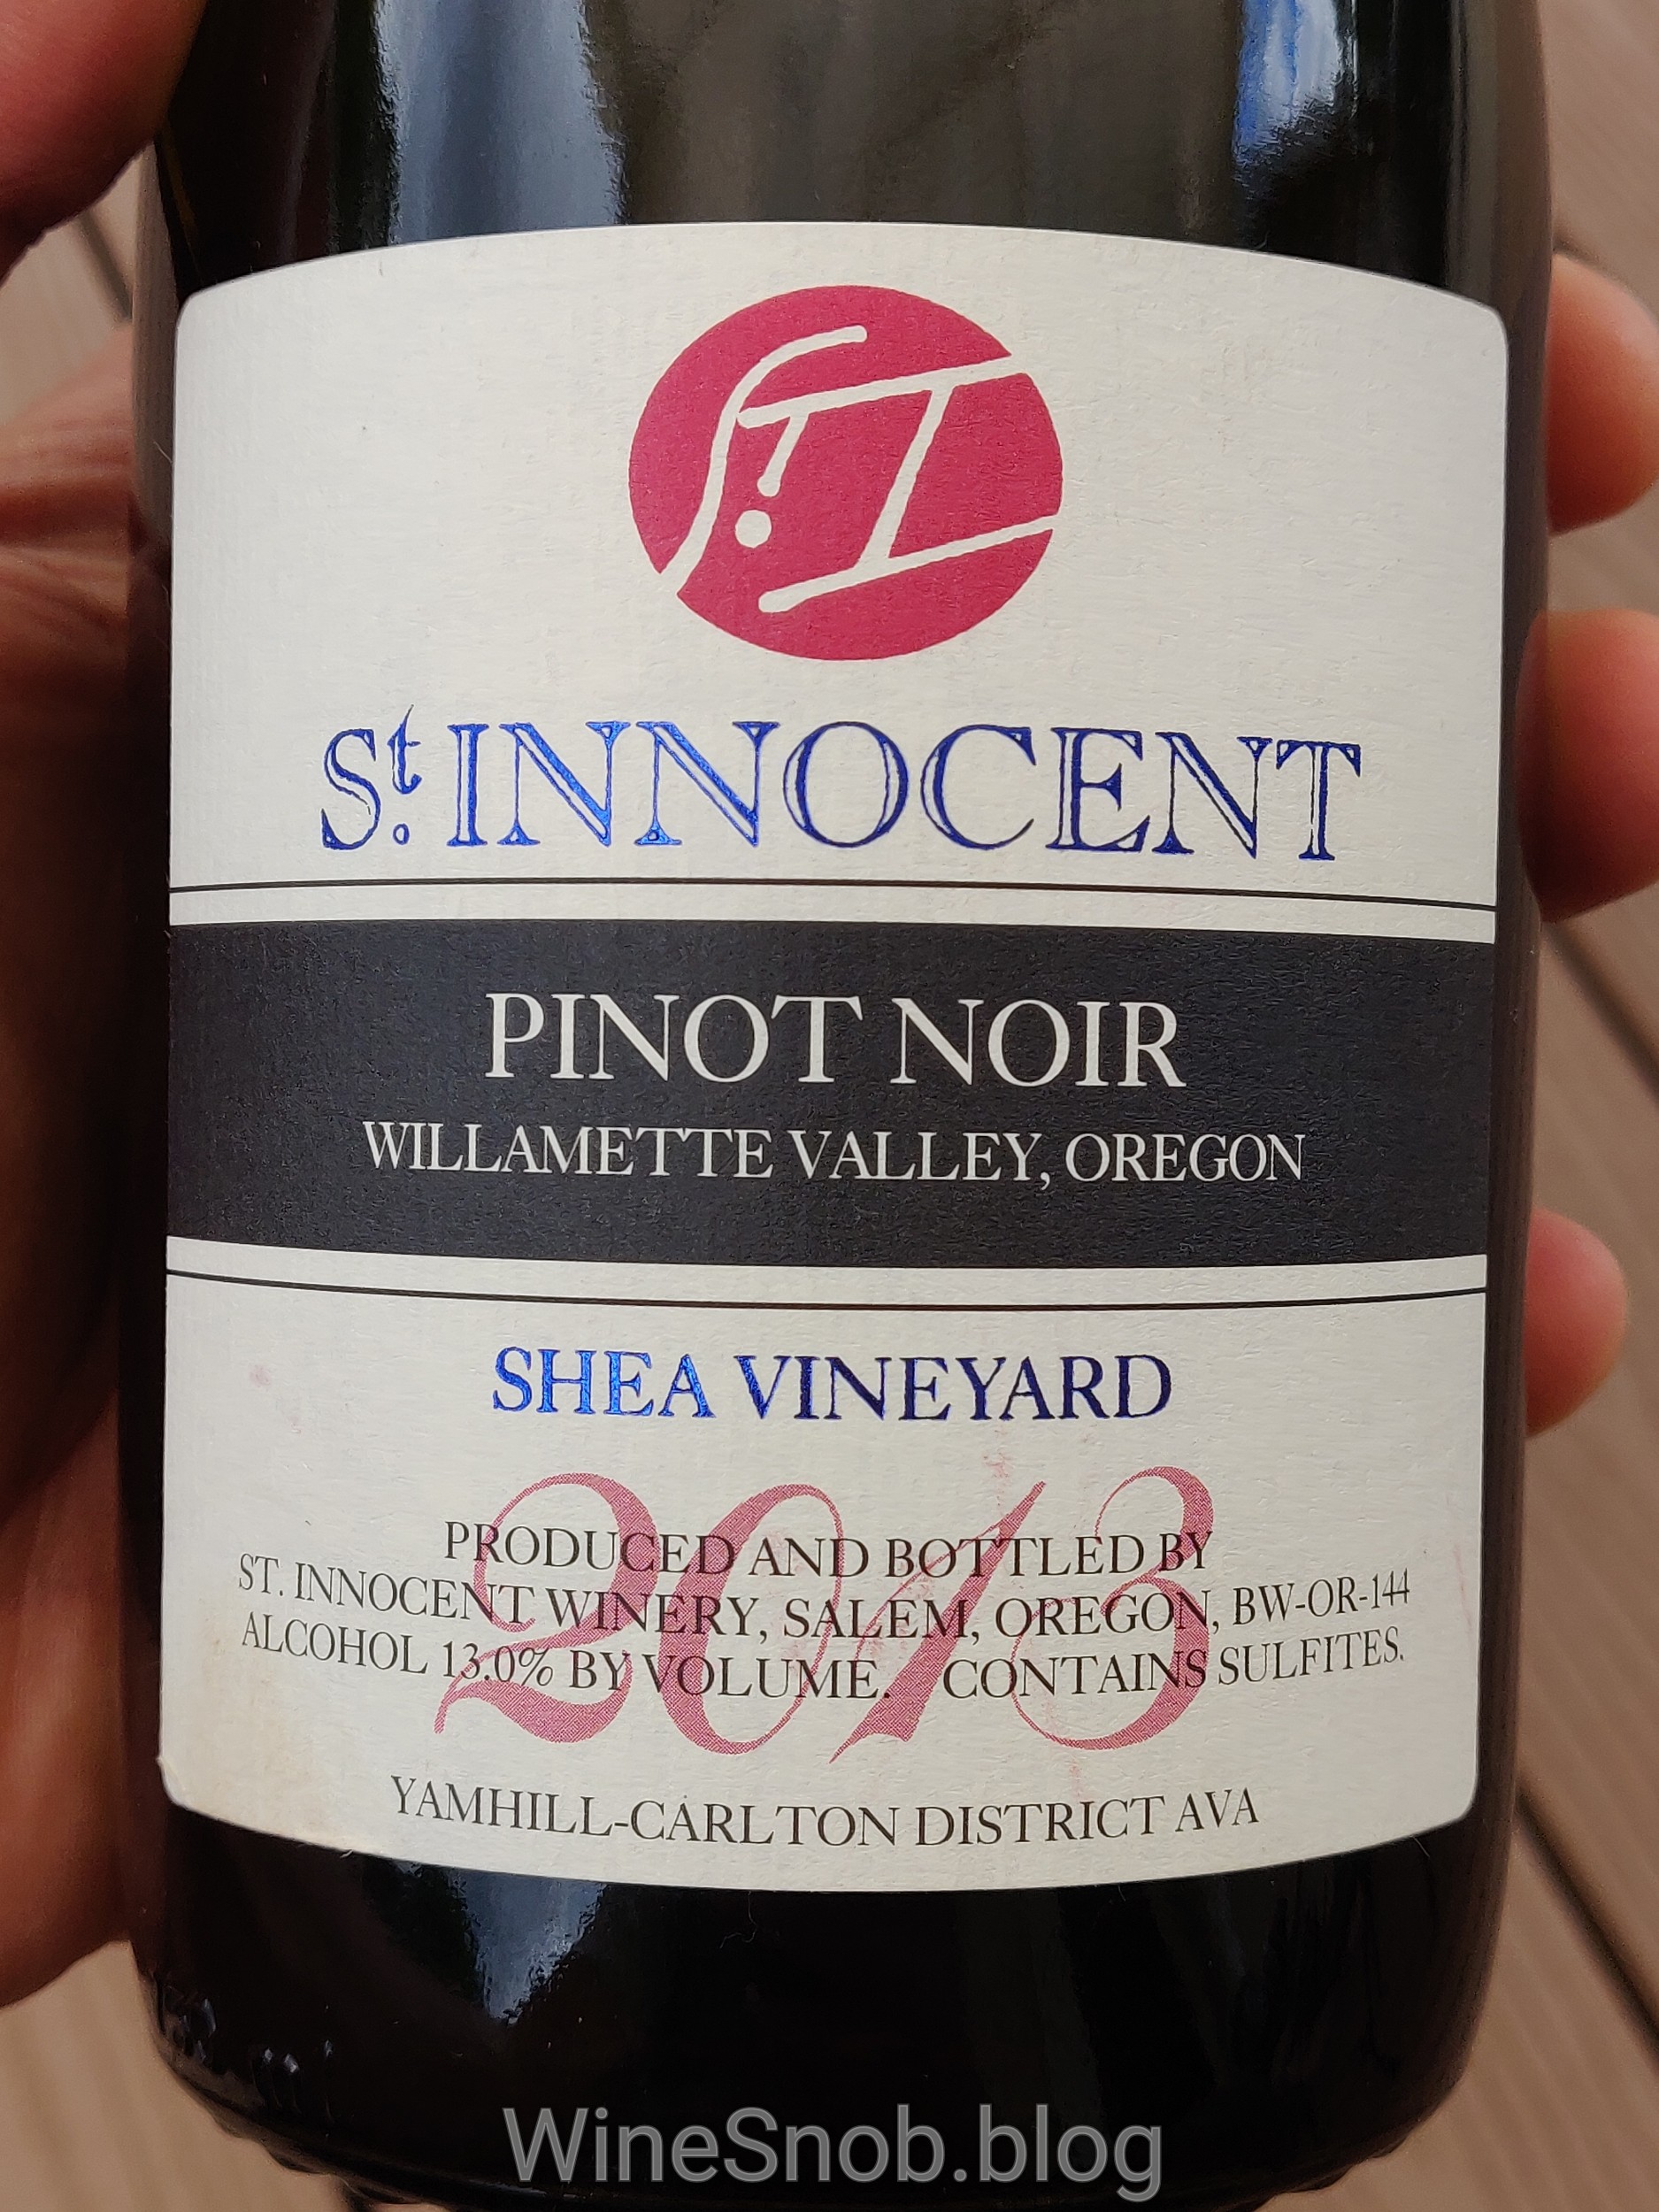 St. I
St. INNOCENT
PINOT NOIR
WILLAMETTE VALLEY, OREGON
SHEA VINEYARD
2013
PRODUCED AND BOTTLED BY
ST. INNOCENT WINERY, SALEM, OREGON, BW-OR-144
ALCOHOL 13.0% BY VOLUME. CONTAINS SULFITES.
YAMHILL-CARLTON DISTRICT AVA
WineSnob.blog